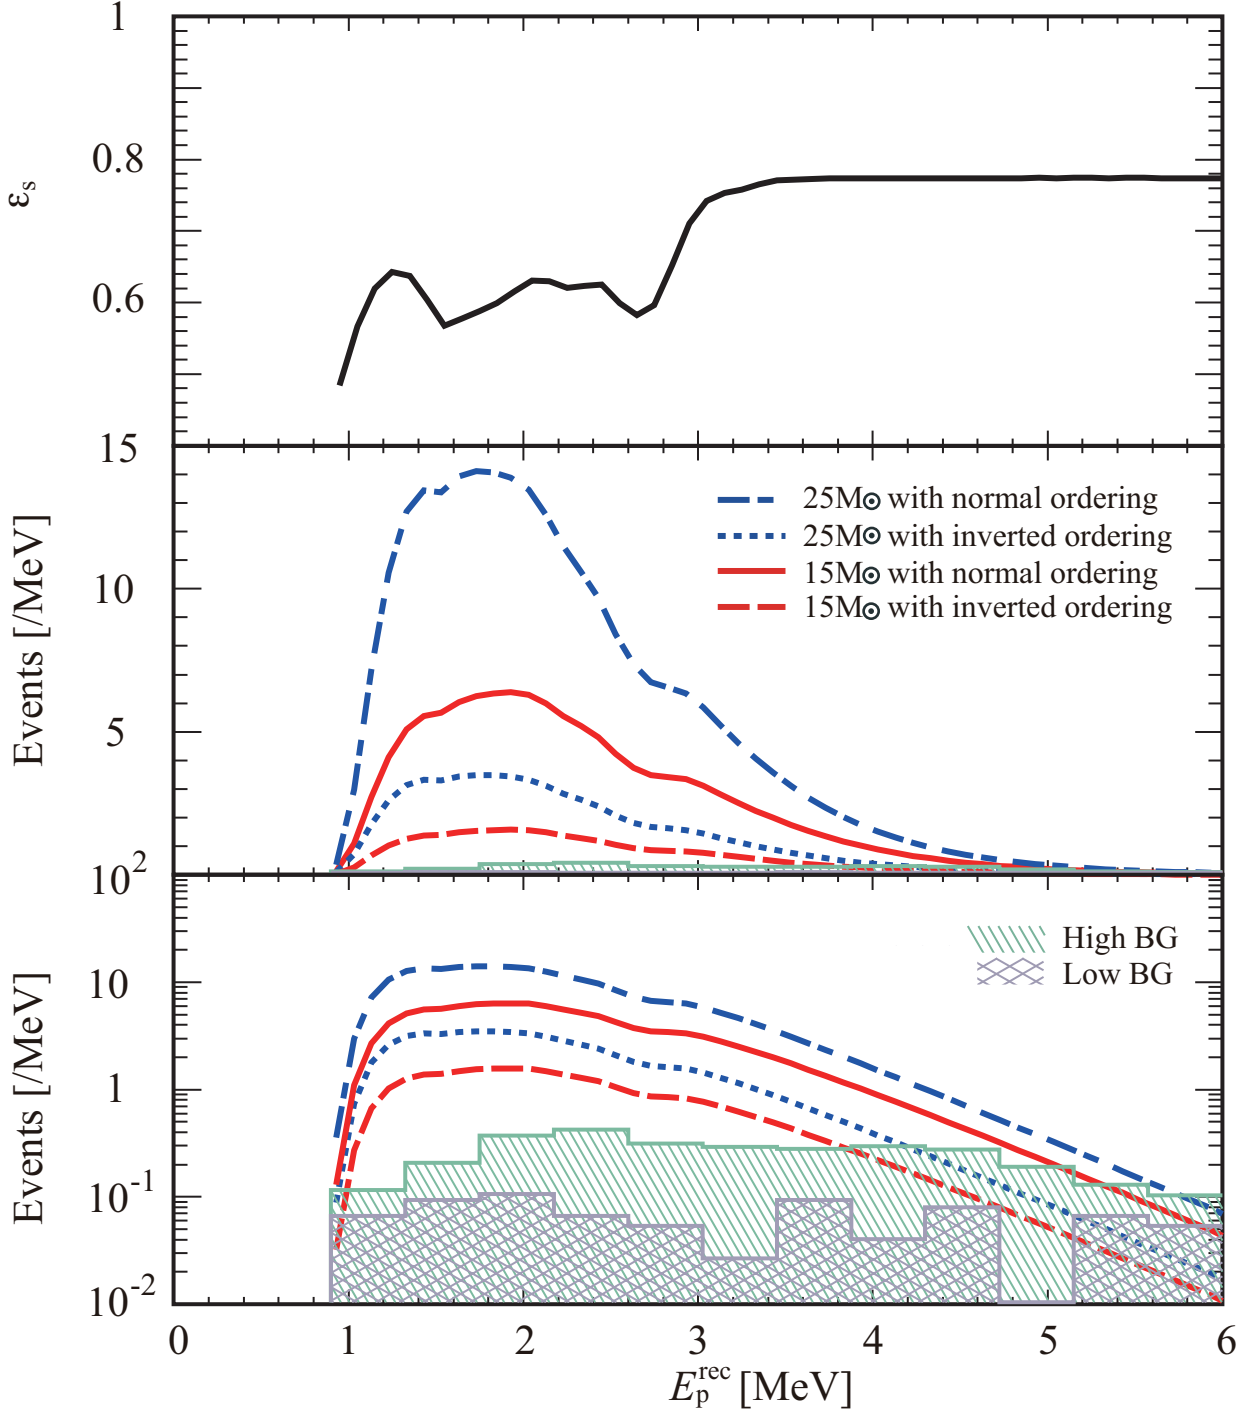 1
0.8
εs
0.6
15
25M⊙ with normal ordering
25M⊙ with inverted ordering
15M⊙ with normal ordering
15M⊙ with inverted ordering
10
Events [/MeV]
5
10²
High BG
Low BG
10
Events [/MeV]
1
10⁻¹
10⁻²
0 1 2 3 4 5 6
E_p^rec [MeV]